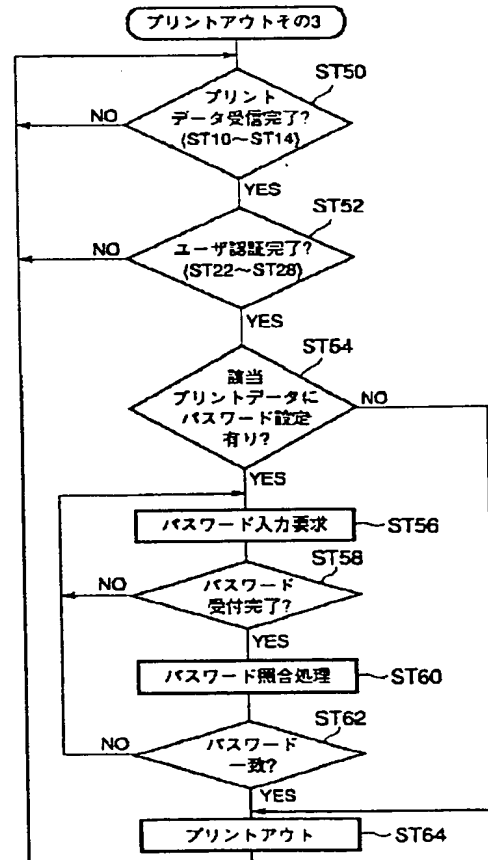 プリントアウトその3
ST50
プリント
データ受信完了?
(ST10~ST14)
NO
YES
ST52
ユーザ認証完了?
(ST22~ST28)
NO
YES
ST54
該当
プリントデータに
パスワード設定
有り?
NO
YES
パスワード入力要求
ST56
ST58
パスワード
受付完了?
NO
YES
パスワード照合処理
ST60
ST62
パスワード
一致?
NO
YES
プリントアウト
ST64